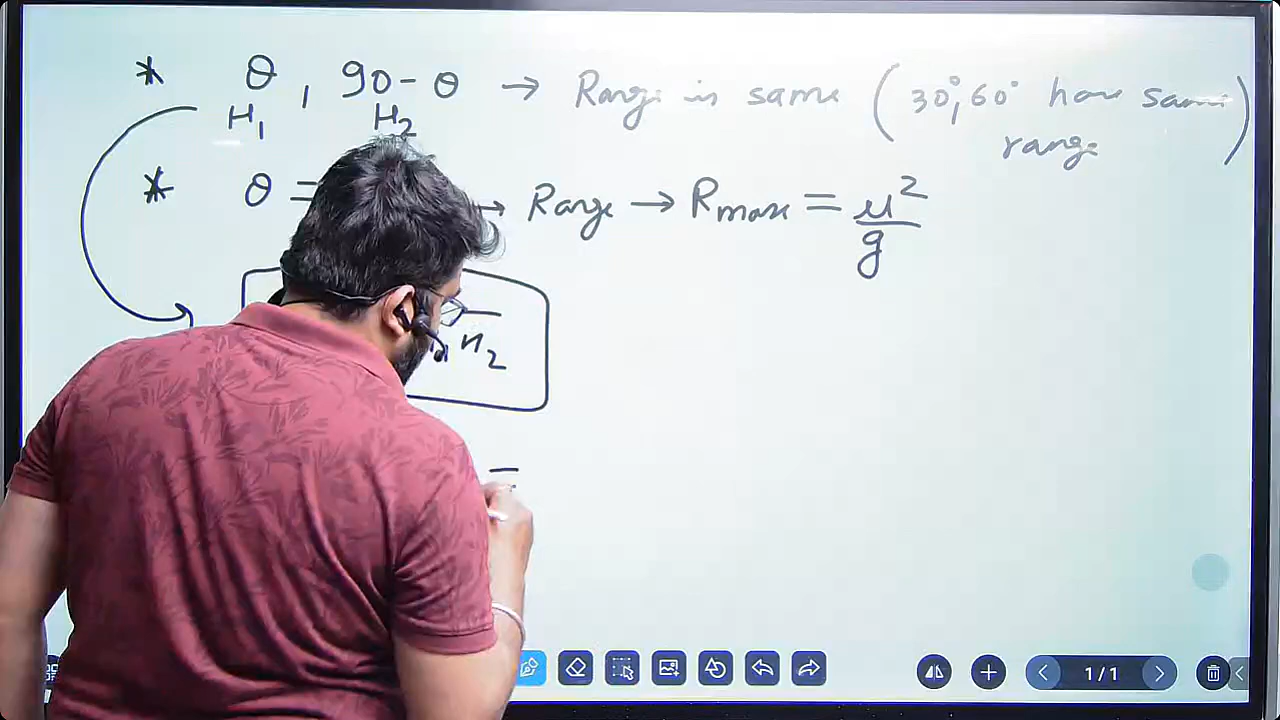 * θ , 90 - θ → Range is same (30°, 60° have same range)
H₁ H₂
* θ = → Range → Rmax = u²/g
H₂
1/1